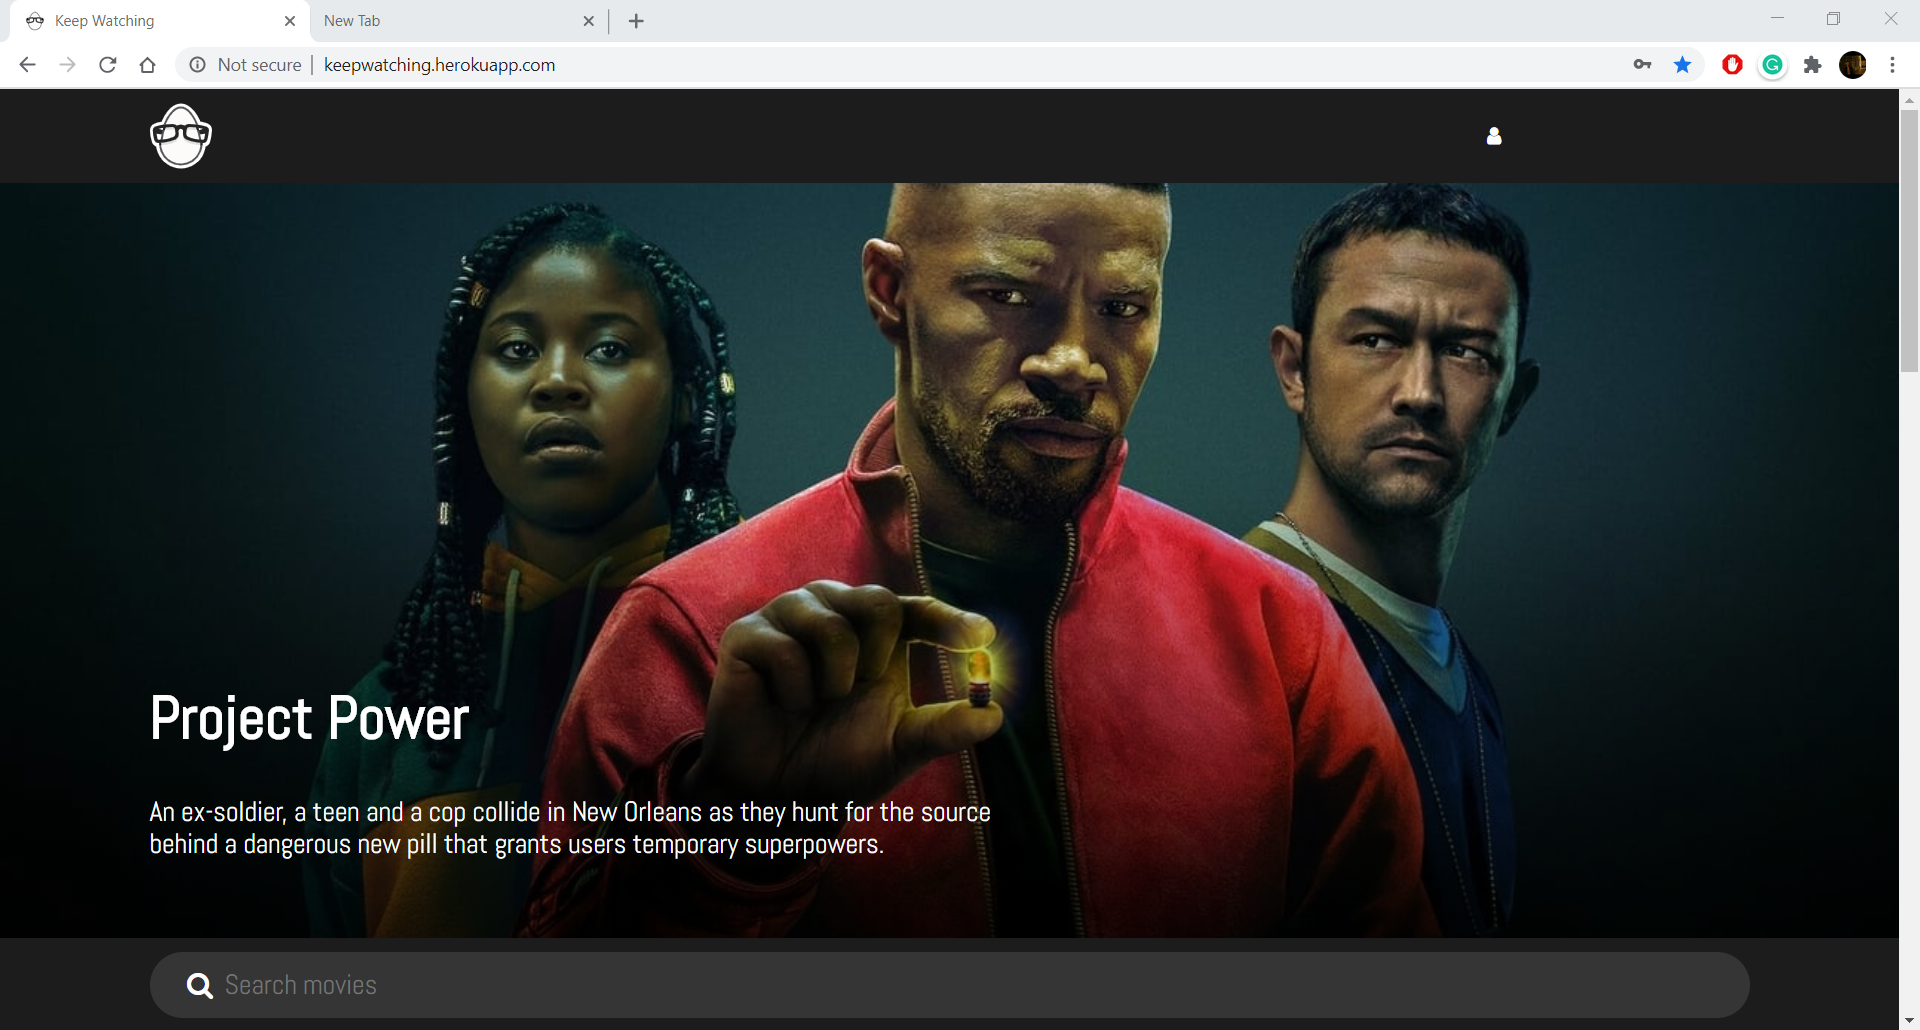 Keep Watching
New Tab
Not secure
keepwatching.herokuapp.com
Project Power
An ex-soldier, a teen and a cop collide in New Orleans as they hunt for the source
behind a dangerous new pill that grants users temporary superpowers.
Search movies